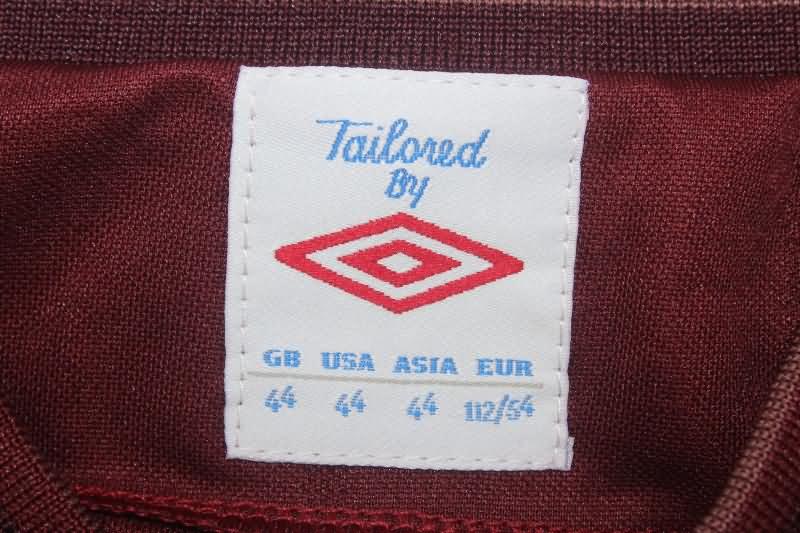 Tailored
By
GB USA ASIA EUR
44 44 44 112/54